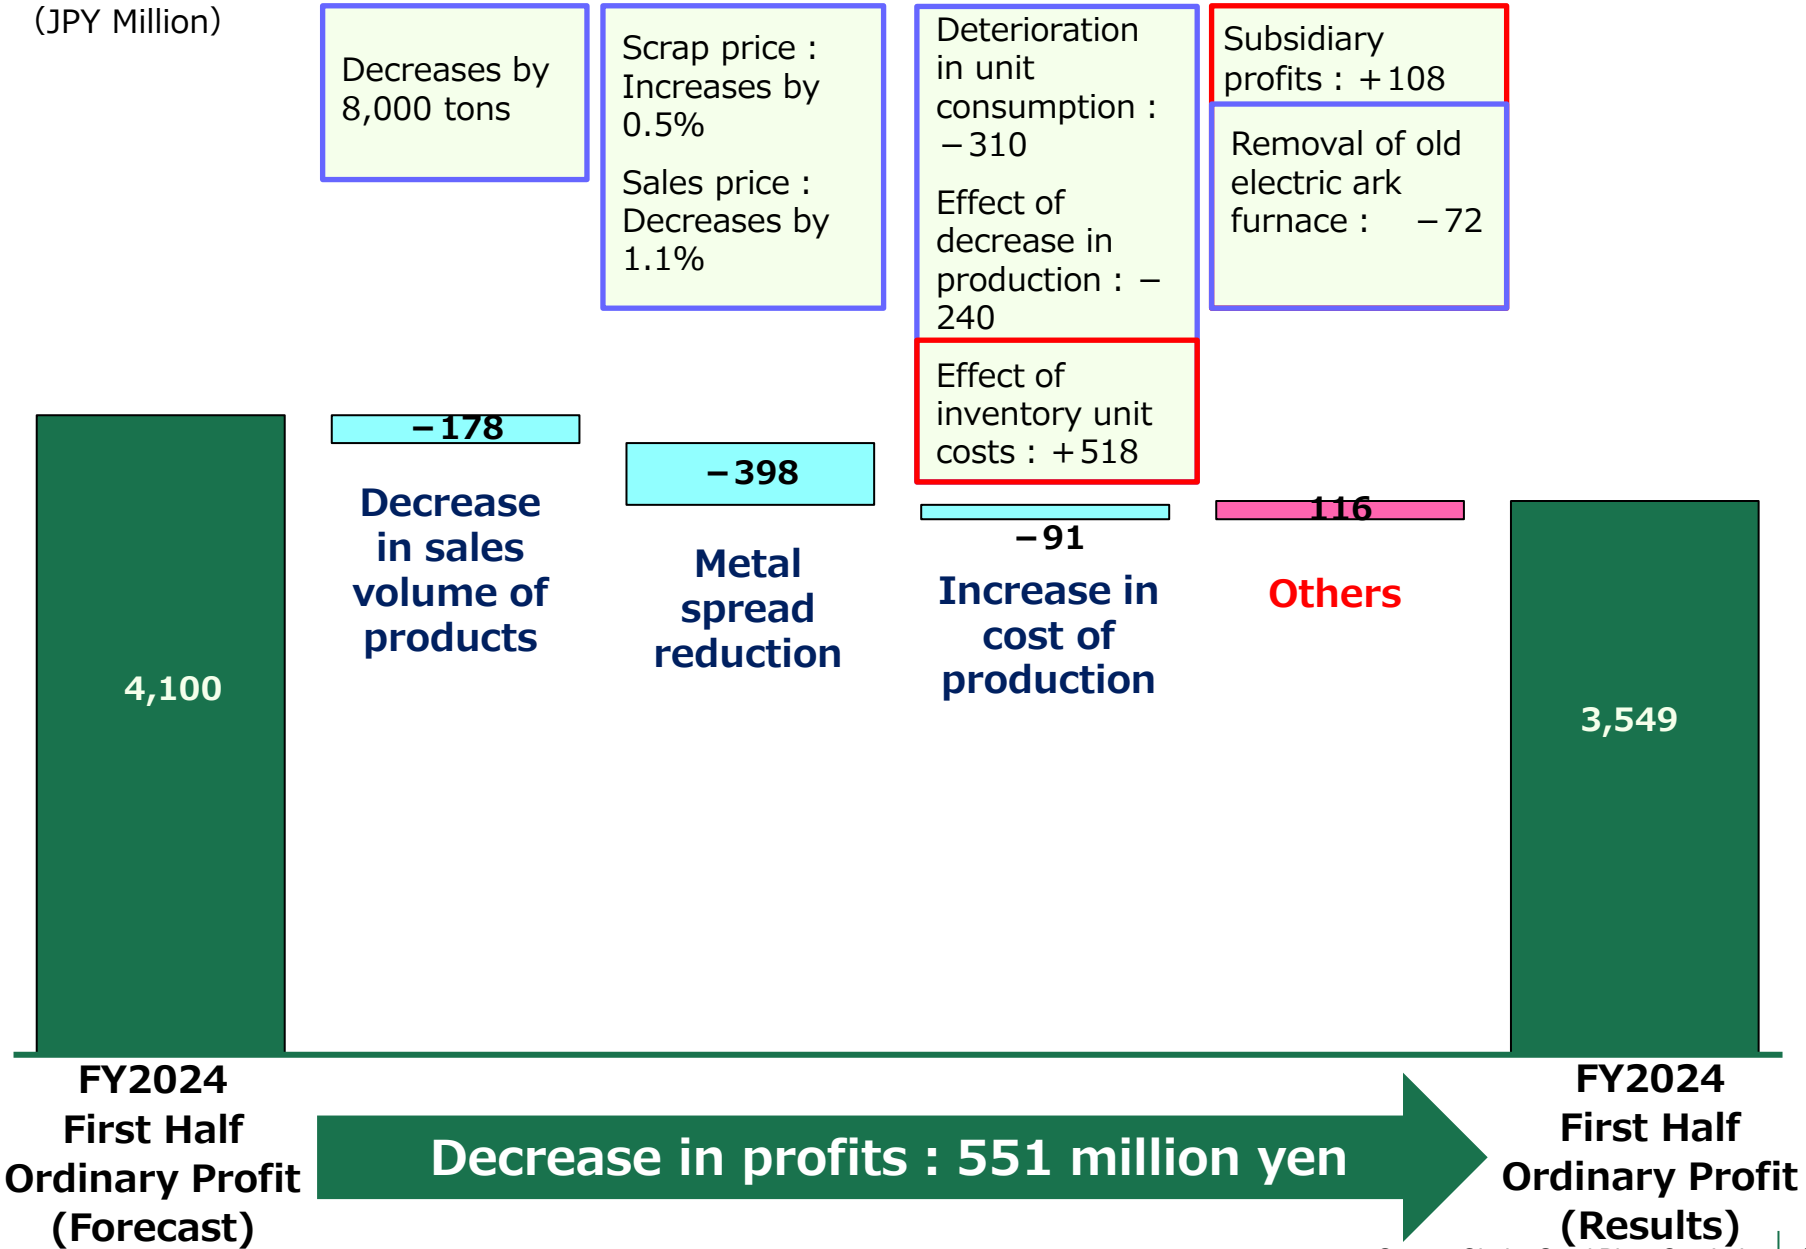 （JPY Million）
Decreases by
8,000 tons
Scrap price :
Increases by
0.5%
Sales price :
Decreases by
1.1%
Deterioration
in unit
consumption :
－310
Effect of
decrease in
production : －
240
Effect of
inventory unit
costs : ＋518
Subsidiary
profits : ＋108
Removal of old
electric ark
furnace : －72
4,100
－178
Decrease
in sales
volume of
products
－398
Metal
spread
reduction
－91
Increase in
cost of
production
116
Others
3,549
FY2024
First Half
Ordinary Profit
(Forecast)
Decrease in profits : 551 million yen
FY2024
First Half
Ordinary Profit
(Results)